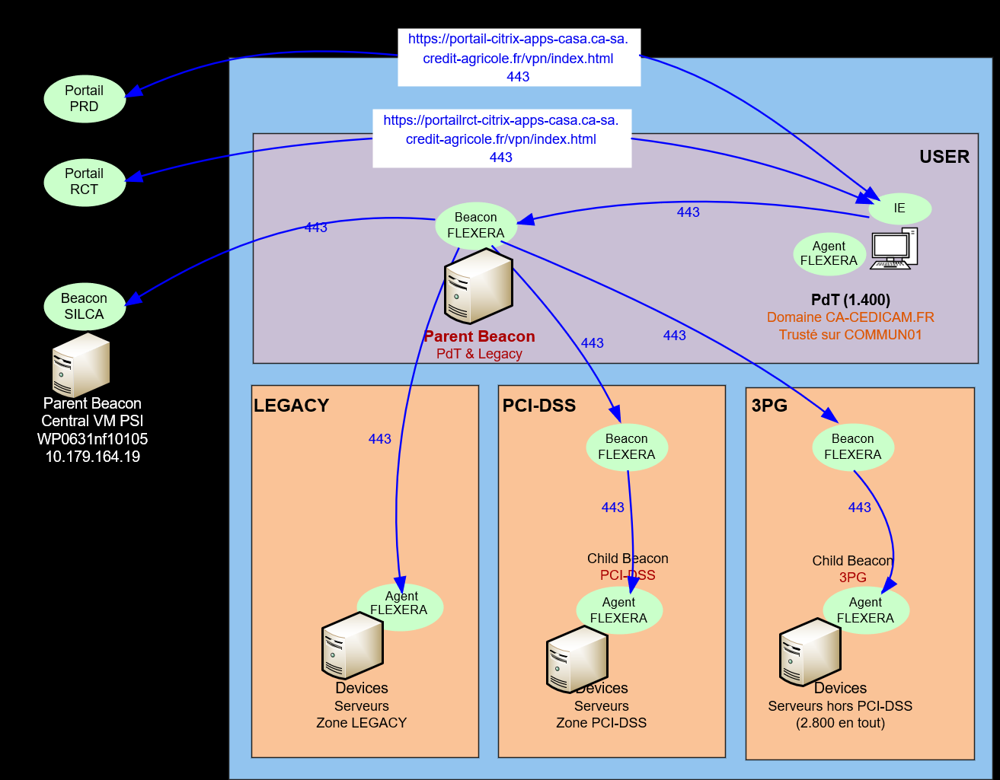 https://portail-citrix-apps-casa.ca-sa.
credit-agricole.fr/vpn/index.html
443
Portail
PRD
https://portailrct-citrix-apps-casa.ca-sa.
credit-agricole.fr/vpn/index.html
443
Portail
RCT
USER
IE
443
Beacon
FLEXERA
443
Agent
FLEXERA
PdT (1.400)
Domaine CA-CEDICAM.FR
Trusté sur COMMUN01
Beacon
SILCA
Parent Beacon
PdT & Legacy
443
443
Parent Beacon
Central VM PSI
WP0631nf10105
10.179.164.19
LEGACY
443
Agent
FLEXERA
Devices
Serveurs
Zone LEGACY
PCI-DSS
Beacon
FLEXERA
443
Child Beacon
PCI-DSS
Agent
FLEXERA
Devices
Serveurs
Zone PCI-DSS
3PG
Beacon
FLEXERA
443
Child Beacon
3PG
Agent
FLEXERA
Devices
Serveurs hors PCI-DSS
(2.800 en tout)